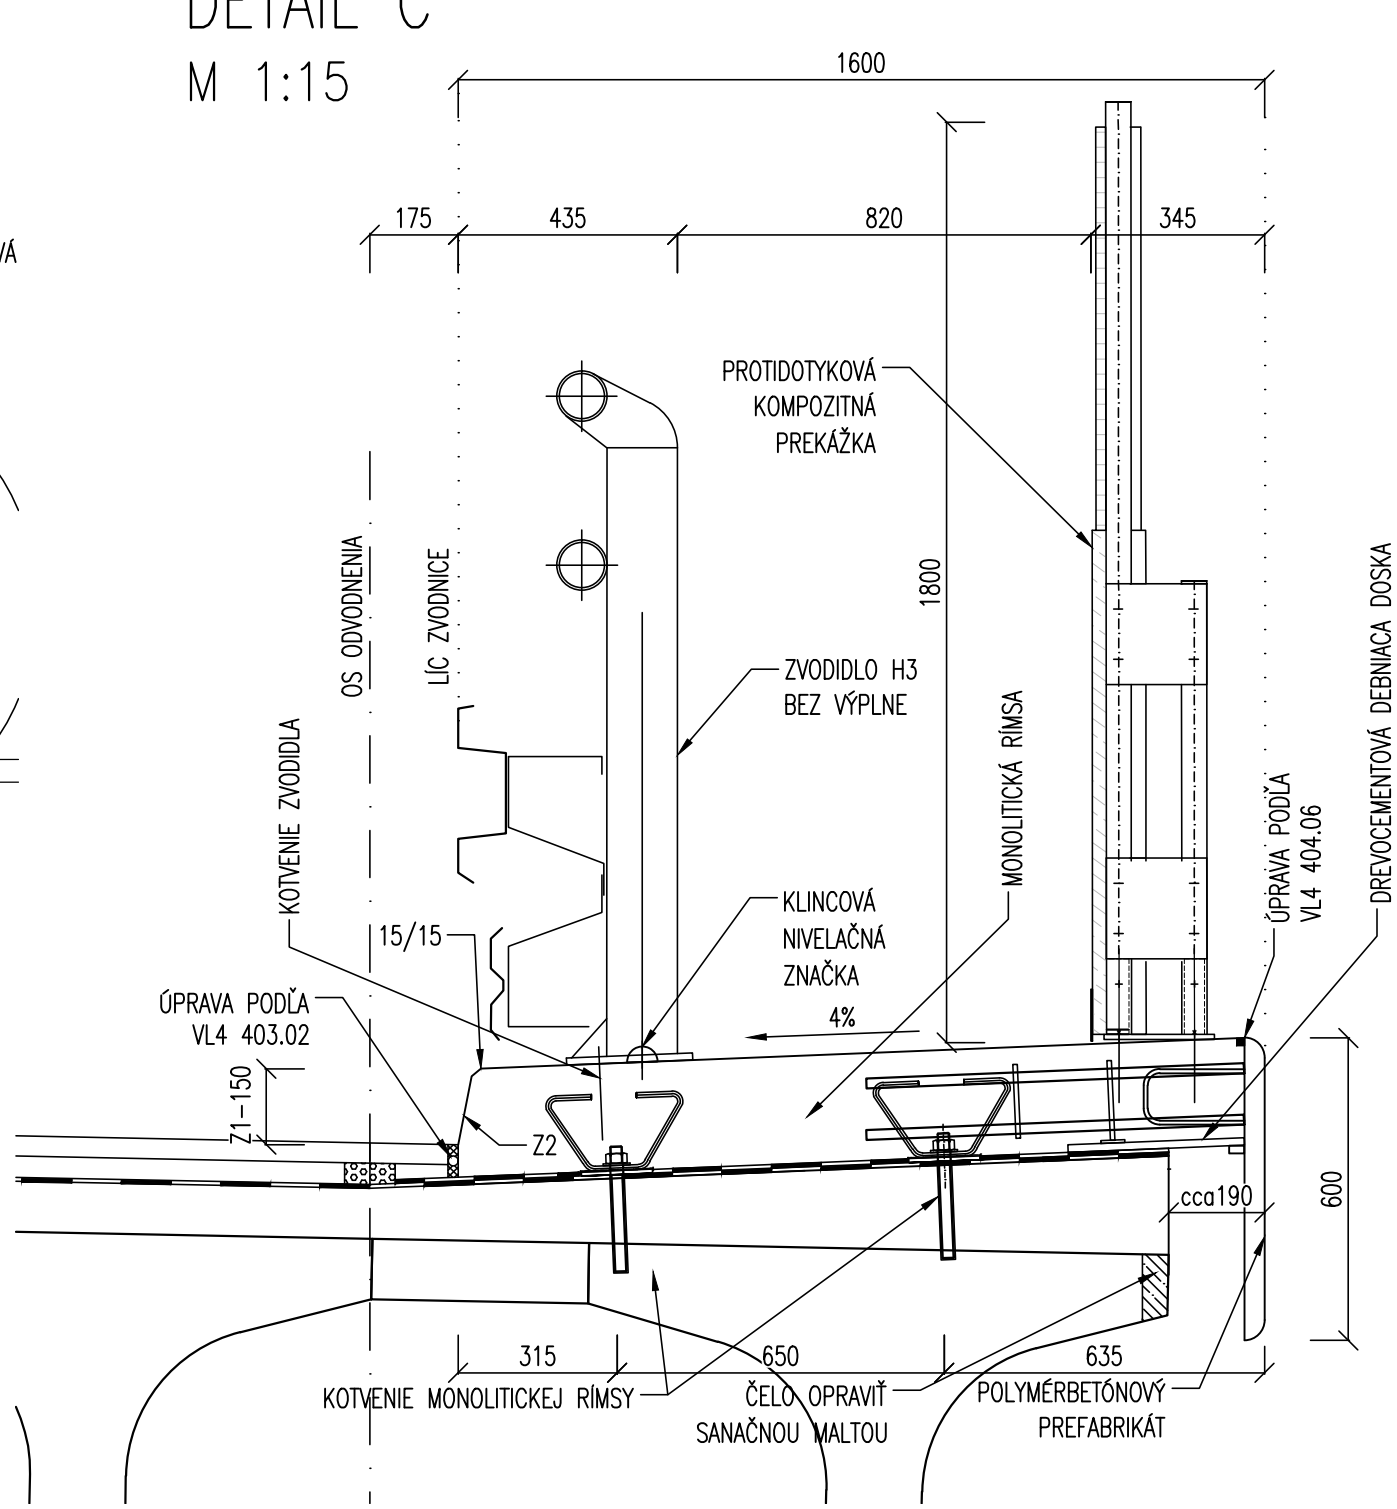 DETAIL C
M 1:15
1600
175
435
820
345
VÁ
PROTIDOTYKOVÁ
KOMPOZITNÁ
PREKÁŽKA
OS ODVODNENIA
LÍC ZVODNICE
1800
DREVOCEMENTOVÁ DEBNIACA DOSKA
ZVODIDLO H3
BEZ VÝPLNE
KOTVENIE ZVODIDLA
MONOLITICKÁ RÍMSA
ÚPRAVA PODĽA
VL4 404.06
15/15
KLINCOVÁ
NIVELAČNÁ
ZNAČKA
ÚPRAVA PODĽA
VL4 403.02
4%
Z1-150
Z2
cca190
600
315
650
635
KOTVENIE MONOLITICKEJ RÍMSY
ČELO OPRAVIŤ
SANAČNOU MALTOU
POLYMÉRBETÓNOVÝ
PREFABRIKÁT